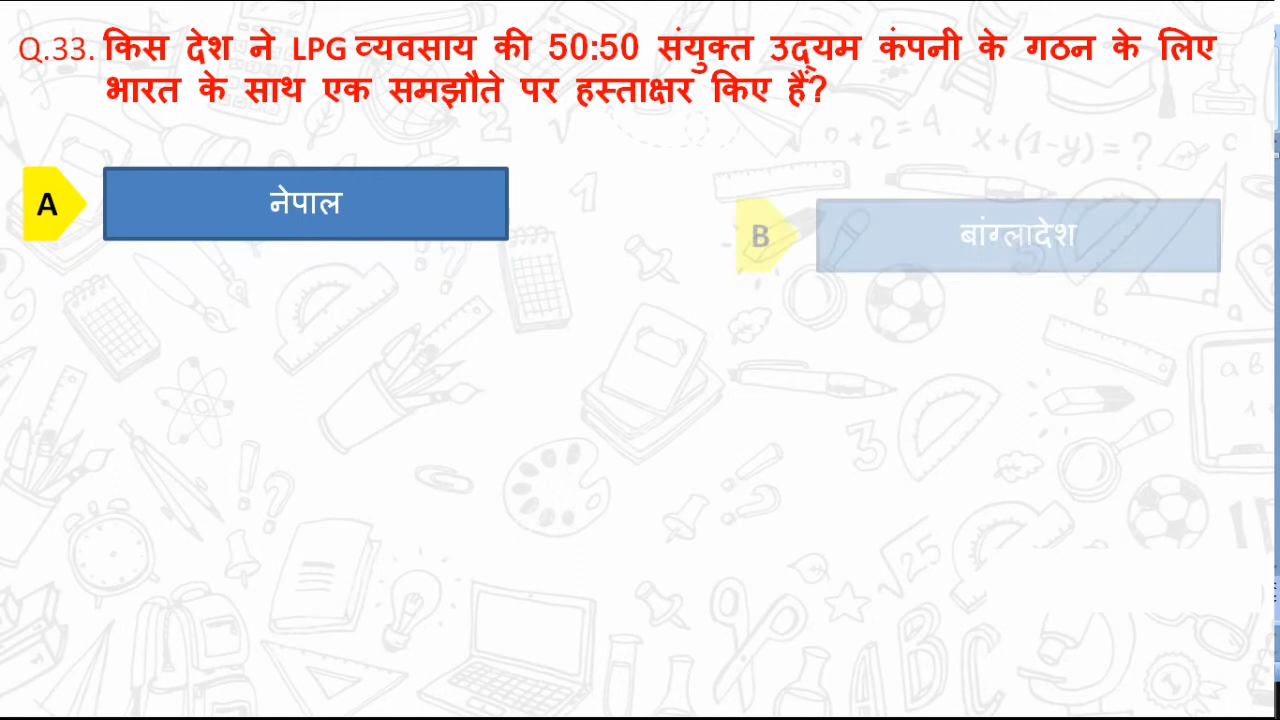 Q.33. किस देश ने LPG व्यवसाय की 50:50 संयुक्त उद्यम कंपनी के गठन के लिए
भारत के साथ एक समझौते पर हस्ताक्षर किए हैं?
A नेपाल
B बांग्लादेश